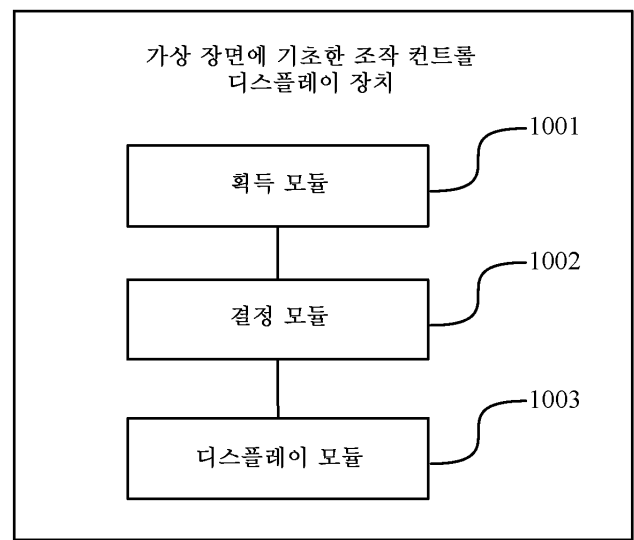 가상 장면에 기초한 조작 컨트롤
디스플레이 장치
1001
획득 모듈
1002
결정 모듈
1003
디스플레이 모듈